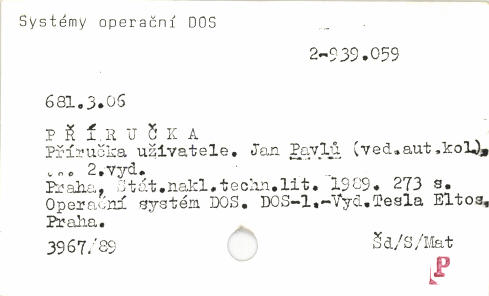 Systémy operační DOS
2-939.059
681.3.06
P Ř Í R U Č K A
Příručka uživatele. Jan Pavlů (ved.aut.kol).
... 2.vyd.
Praha, Stát.nakl.techn.lit. 1989. 273 s.
Operační systém DOS. DOS-1.-Vyd.Tesla Eltos,
Praha.
3967/89 Šd/S/Mat
P